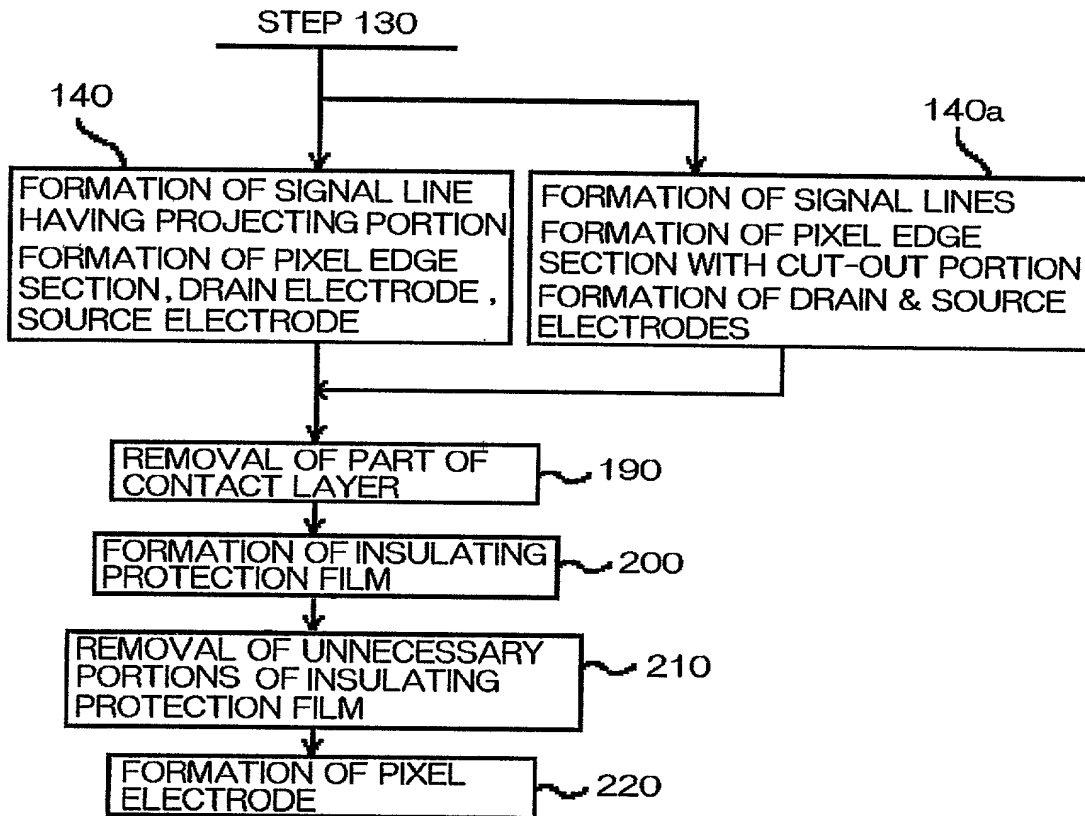 STEP 130
140
140a
FORMATION OF SIGNAL LINE
HAVING PROJECTING PORTION
FORMATION OF PIXEL EDGE
SECTION, DRAIN ELECTRODE,
SOURCE ELECTRODE
FORMATION OF SIGNAL LINES
FORMATION OF PIXEL EDGE
SECTION WITH CUT-OUT PORTION
FORMATION OF DRAIN & SOURCE
ELECTRODES
REMOVAL OF PART OF
CONTACT LAYER
190
FORMATION OF INSULATING
PROTECTION FILM
200
REMOVAL OF UNNECESSARY
PORTIONS OF INSULATING
PROTECTION FILM
210
FORMATION OF PIXEL
ELECTRODE
220